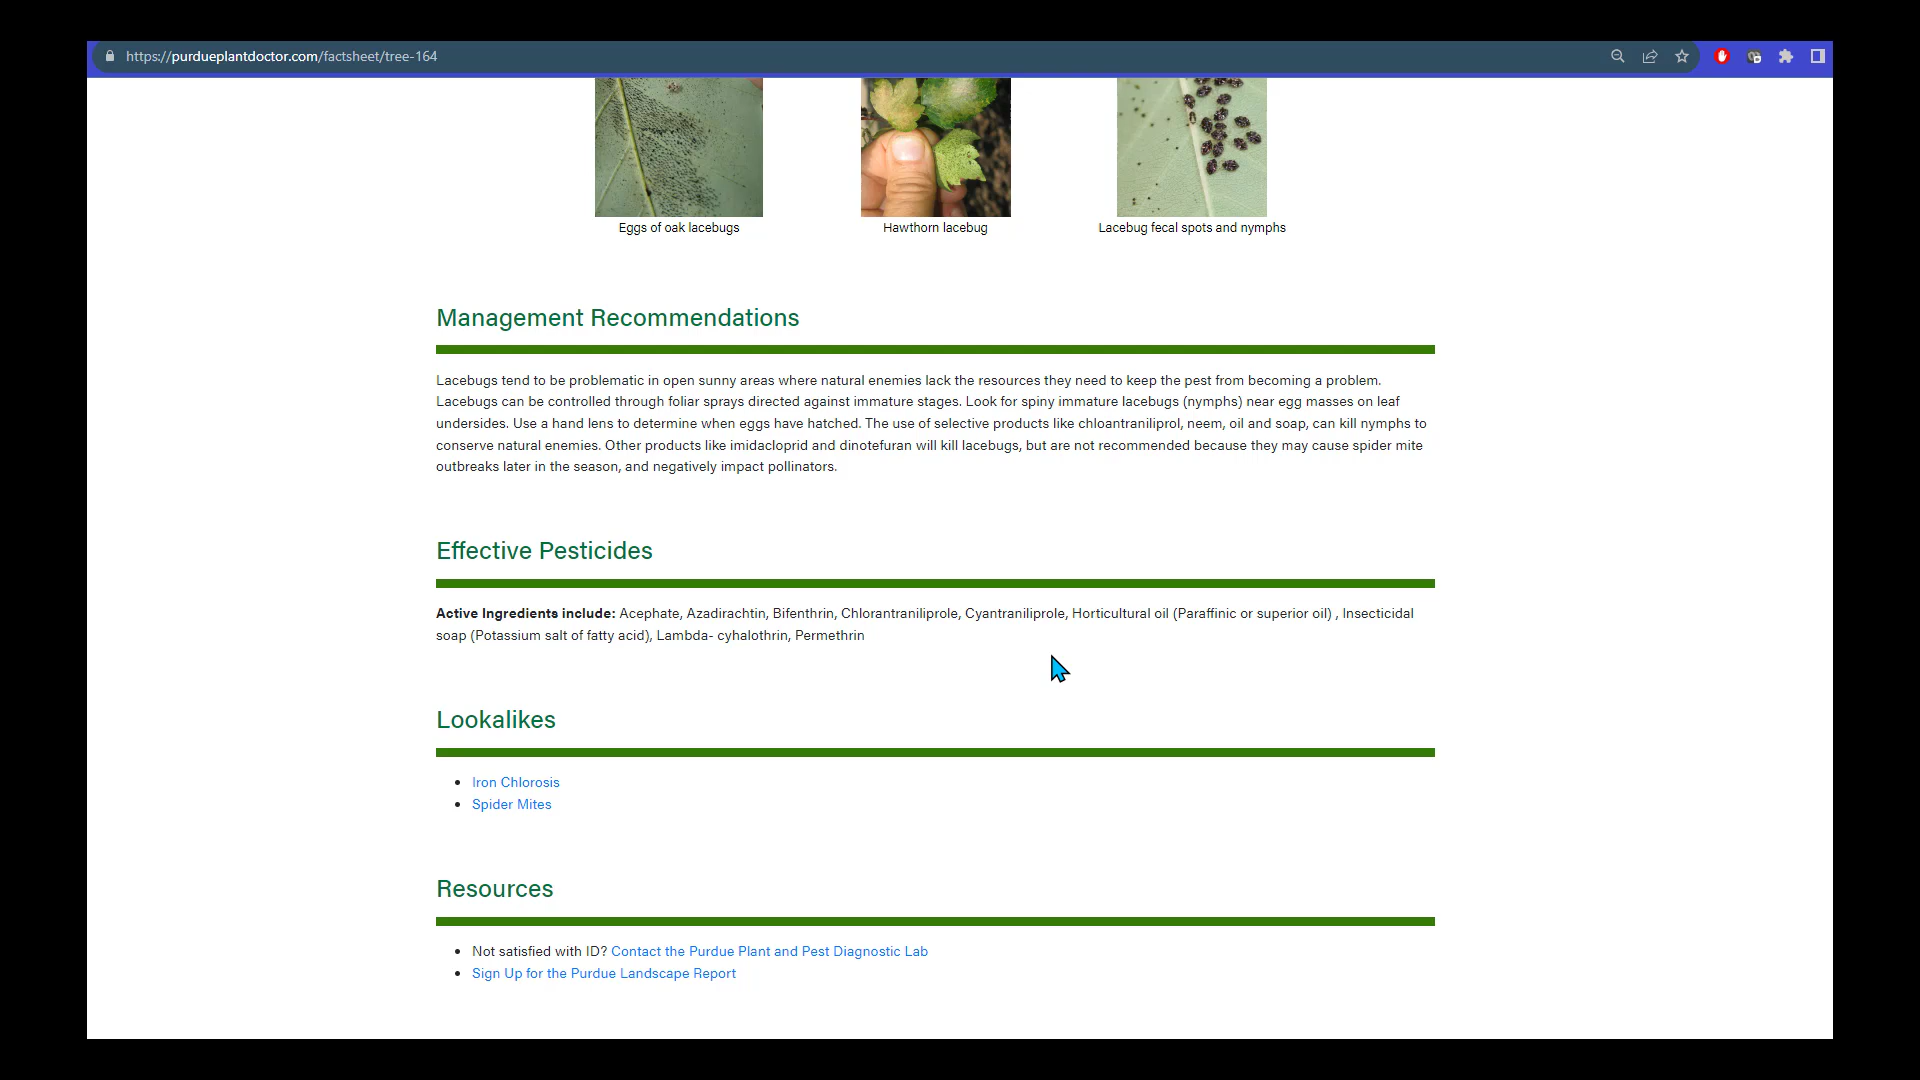 https://purdueplantdoctor.com/factsheet/tree-164
Eggs of oak lacebugs
Hawthorn lacebug
Lacebug fecal spots and nymphs
Management Recommendations
Lacebugs tend to be problematic in open sunny areas where natural enemies lack the resources they need to keep the pest from becoming a problem.
Lacebugs can be controlled through foliar sprays directed against immature stages. Look for spiny immature lacebugs (nymphs) near egg masses on leaf
undersides. Use a hand lens to determine when eggs have hatched. The use of selective products like chloantraniliprol, neem, oil and soap, can kill nymphs to
conserve natural enemies. Other products like imidacloprid and dinotefuran will kill lacebugs, but are not recommended because they may cause spider mite
outbreaks later in the season, and negatively impact pollinators.
Effective Pesticides
Active Ingredients include: Acephate, Azadirachtin, Bifenthrin, Chlorantraniliprole, Cyantraniliprole, Horticultural oil (Paraffinic or superior oil) , Insecticidal
soap (Potassium salt of fatty acid), Lambda- cyhalothrin, Permethrin
Lookalikes
Iron Chlorosis
Spider Mites
Resources
Not satisfied with ID? Contact the Purdue Plant and Pest Diagnostic Lab
Sign Up for the Purdue Landscape Report